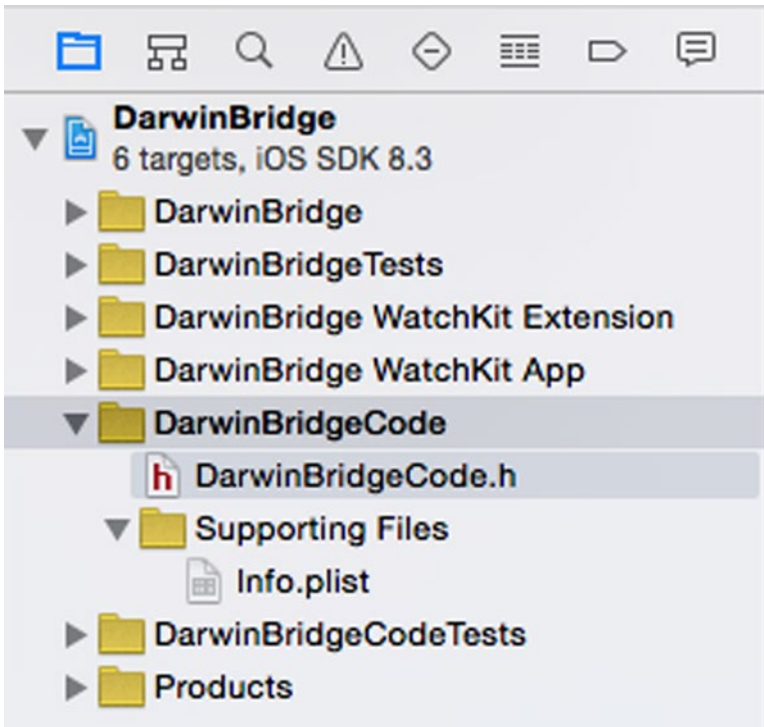 DarwinBridge
6 targets, iOS SDK 8.3
DarwinBridge
DarwinBridgeTests
DarwinBridge WatchKit Extension
DarwinBridge WatchKit App
DarwinBridgeCode
h DarwinBridgeCode.h
Supporting Files
Info.plist
DarwinBridgeCodeTests
Products